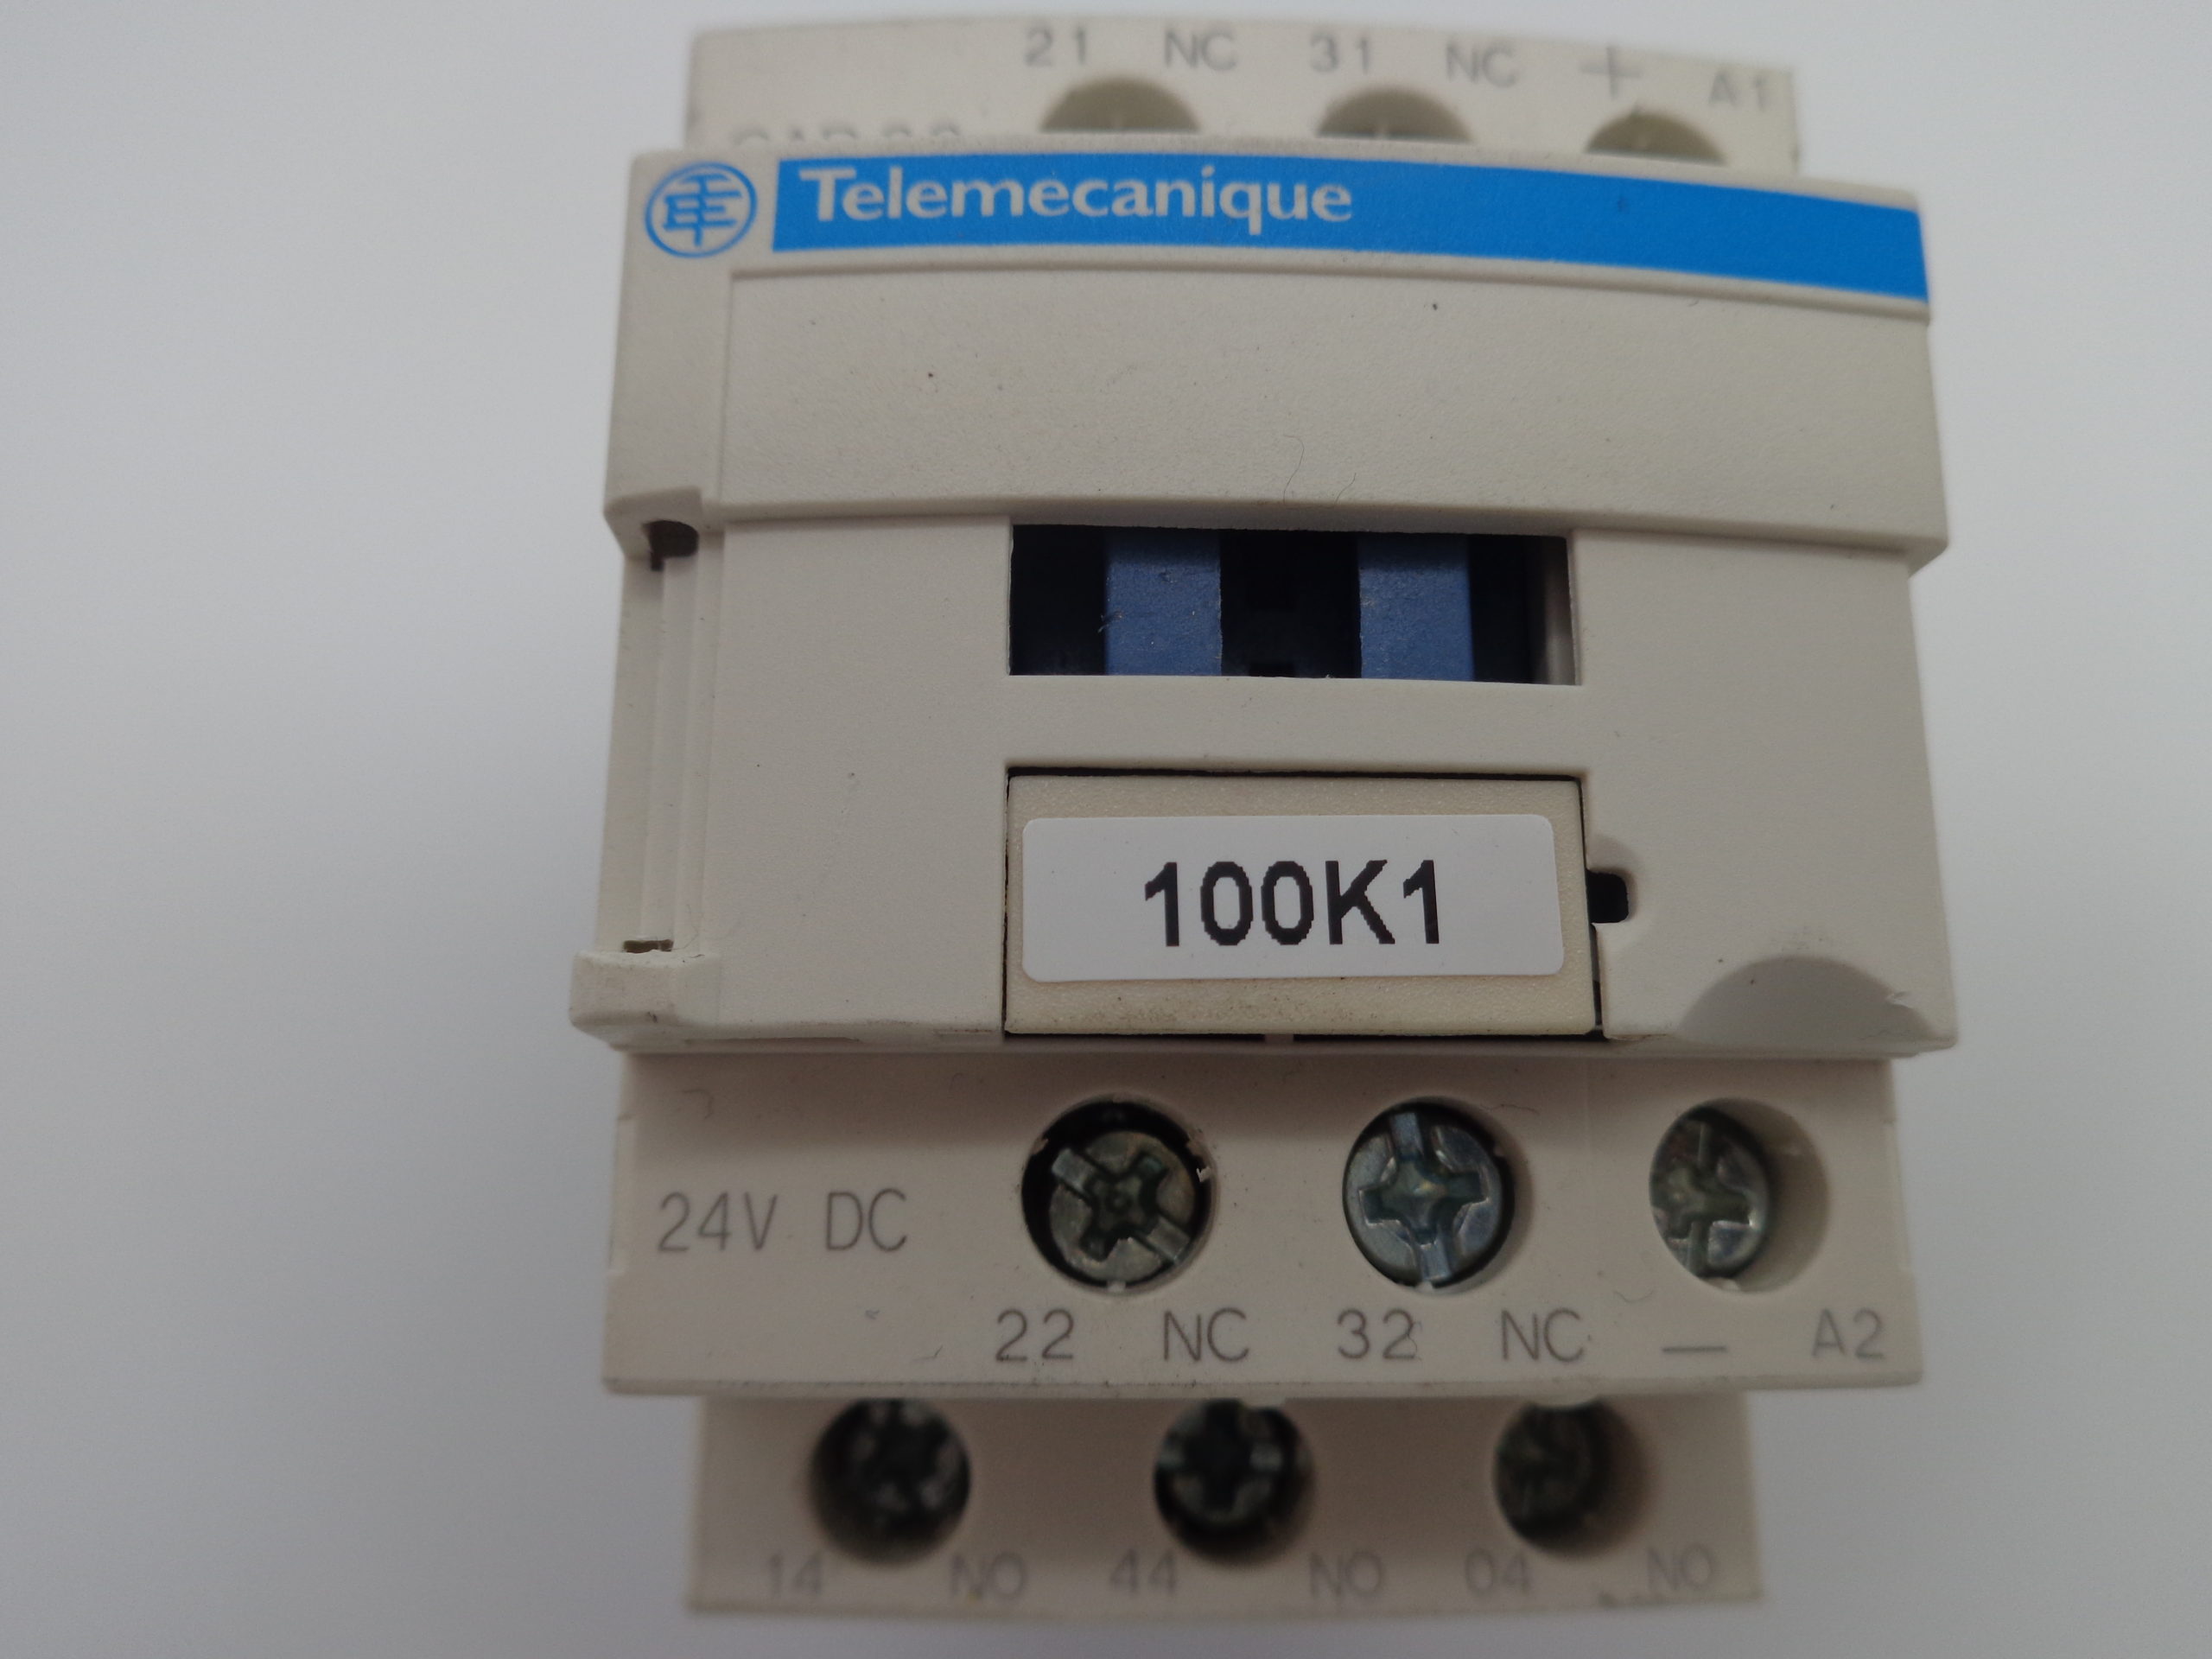 21 NC 31 NC + A1
Telemecanique
100K1
24V DC
22 NC 32 NC — A2
14 NO 44 NO 04 NO